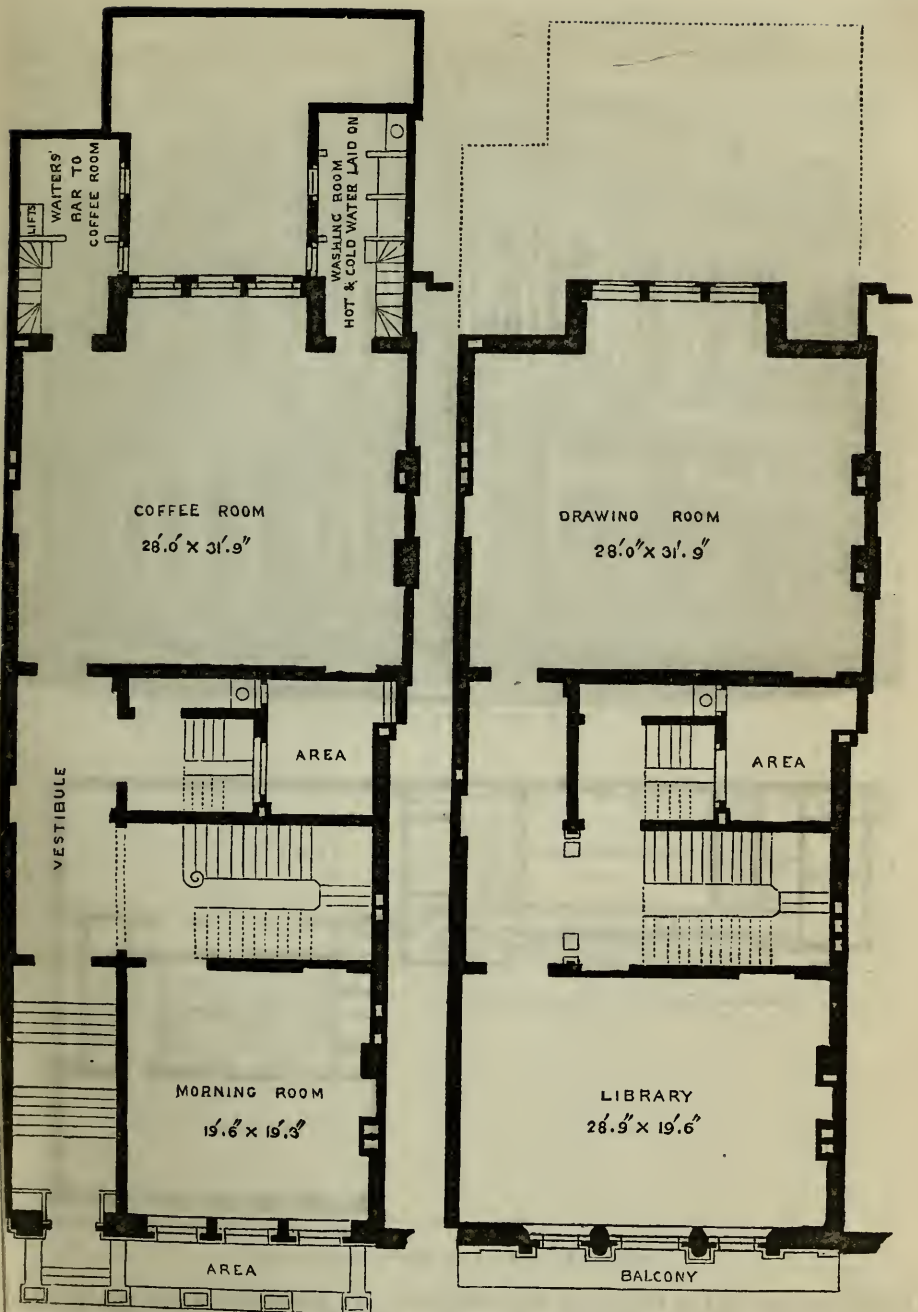 LIFTS
WAITERS'
BAR TO
COFFEE ROOM
WASHING ROOM
HOT & COLD WATER LAID ON
COFFEE ROOM
28'.0" X 31'.9"
AREA
VESTIBULE
MORNING ROOM
19'.6" X 19'.3"
AREA
DRAWING ROOM
28'.0" X 31'.9"
AREA
LIBRARY
28'.9" X 19'.6"
BALCONY